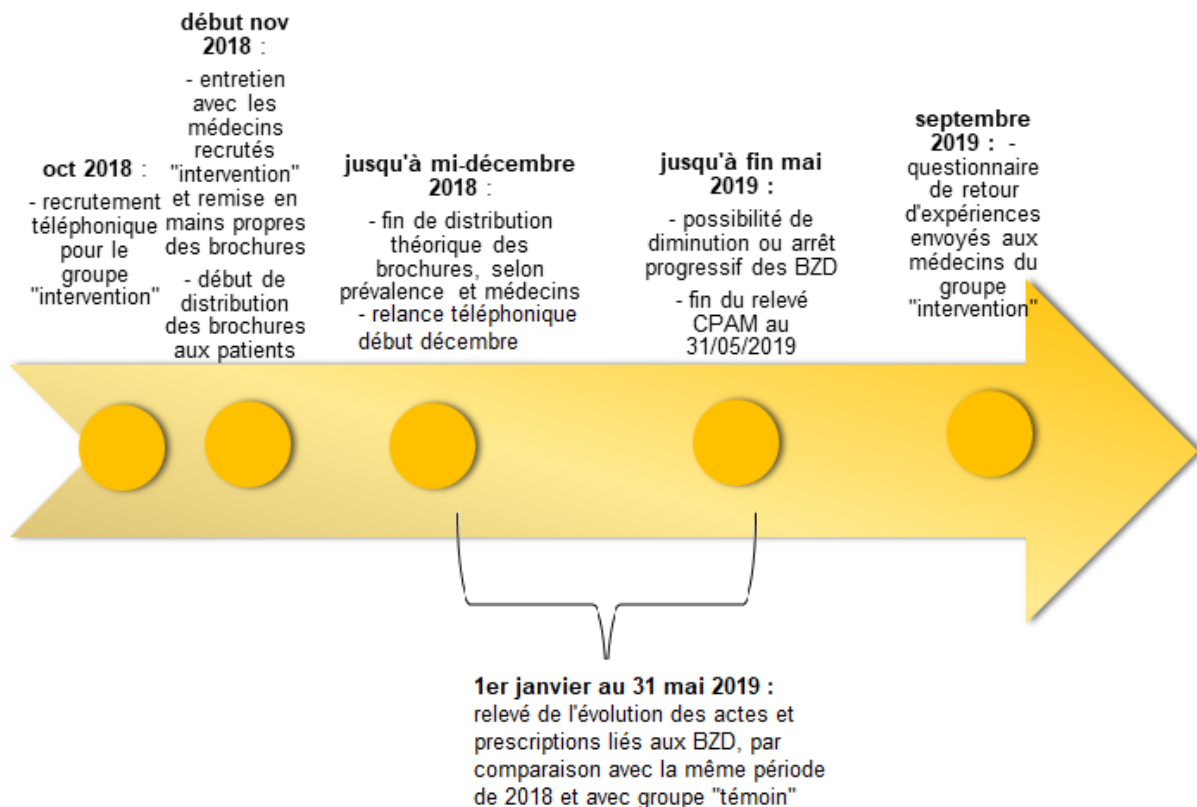 oct 2018 :
- recrutement
téléphonique
pour le
groupe
"intervention"
début nov
2018 :
- entretien
avec les
médecins
recrutés
"intervention"
et remise en
mains propres
des brochures
- début de
distribution
des brochures
aux patients
jusqu'à mi-décembre
2018 :
- fin de distribution
théorique des
brochures, selon
prévalence et médecins
- relance téléphonique
début décembre
jusqu'à fin mai
2019 :
- possibilité de
diminution ou arrêt
progressif des BZD
- fin du relevé
CPAM au
31/05/2019
septembre
2019 : -
questionnaire
de retour
d'expériences
envoyés aux
médecins du
groupe
"intervention"
1er janvier au 31 mai 2019 :
relevé de l'évolution des actes et
prescriptions liés aux BZD, par
comparaison avec la même période
de 2018 et avec groupe "témoin"